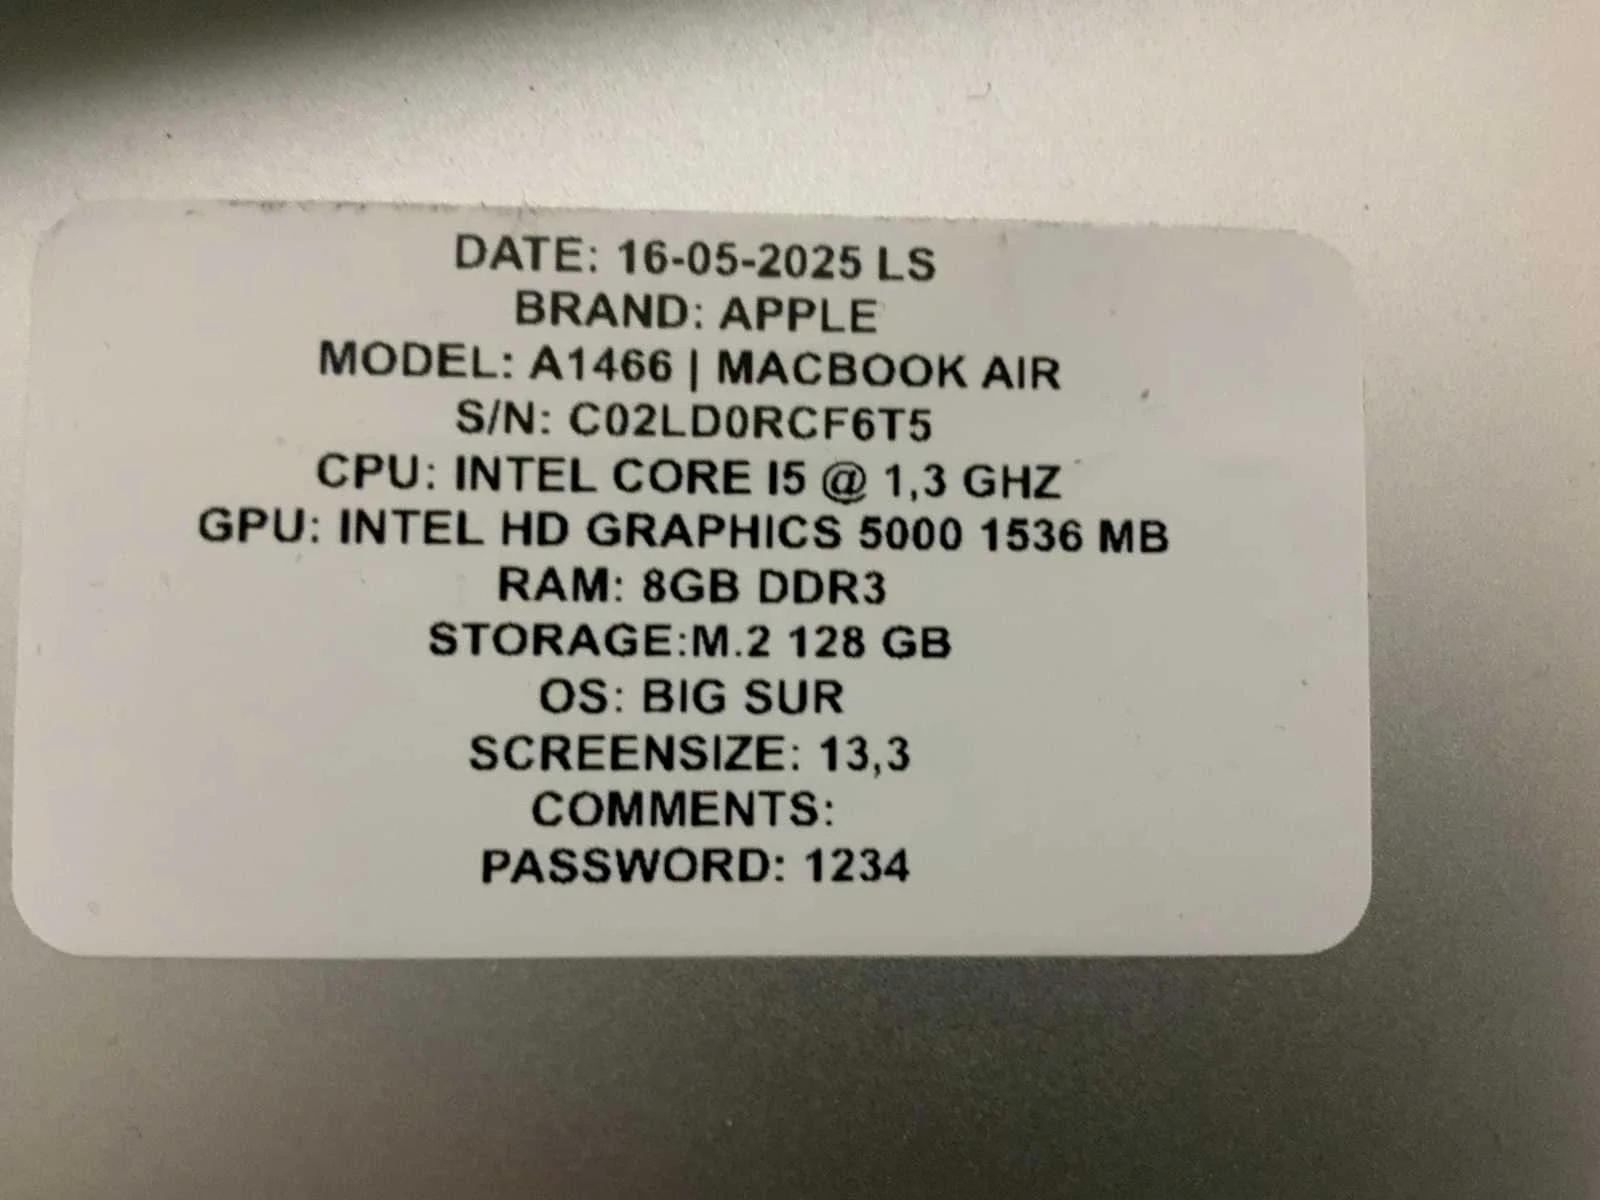 DATE: 16-05-2025 LS
BRAND: APPLE
MODEL: A1466 | MACBOOK AIR
S/N: C02LD0RCF6T5
CPU: INTEL CORE I5 @ 1,3 GHZ
GPU: INTEL HD GRAPHICS 5000 1536 MB
RAM: 8GB DDR3
STORAGE:M.2 128 GB
OS: BIG SUR
SCREENSIZE: 13,3
COMMENTS:
PASSWORD: 1234